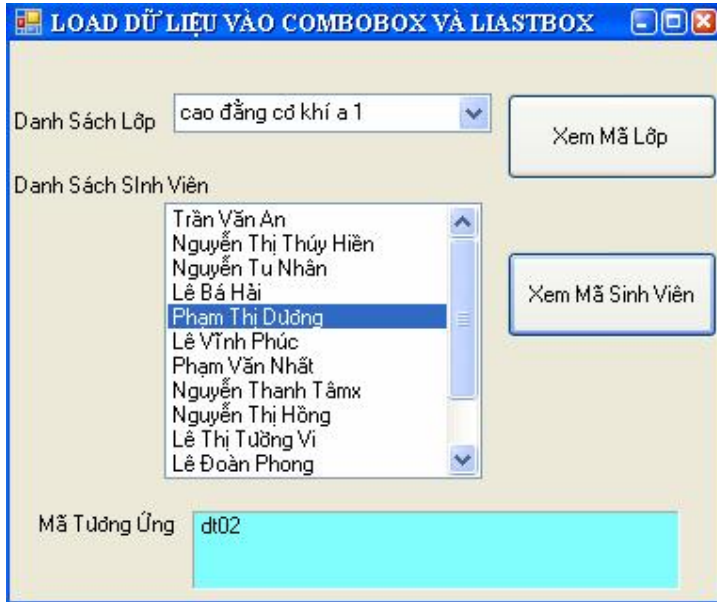 LOAD DỮ LIỆU VÀO COMBOBOX VÀ LIASTBOX
Danh Sách Lốp
cao đẳng cơ khí a 1
Xem Mã Lốp
Danh Sách SInh Viên
Trần Văn An
Nguyễn Thị Thúy Hiền
Nguyễn Tu Nhân
Lê Bá Hải
Phạm Thị Dương
Lê Vĩnh Phúc
Phạm Văn Nhất
Nguyễn Thanh Tâmx
Nguyễn Thị Hồng
Lê Thị Tường Vi
Lê Đoàn Phong
Xem Mã Sinh Viên
Mã Tương Ứng
dt02